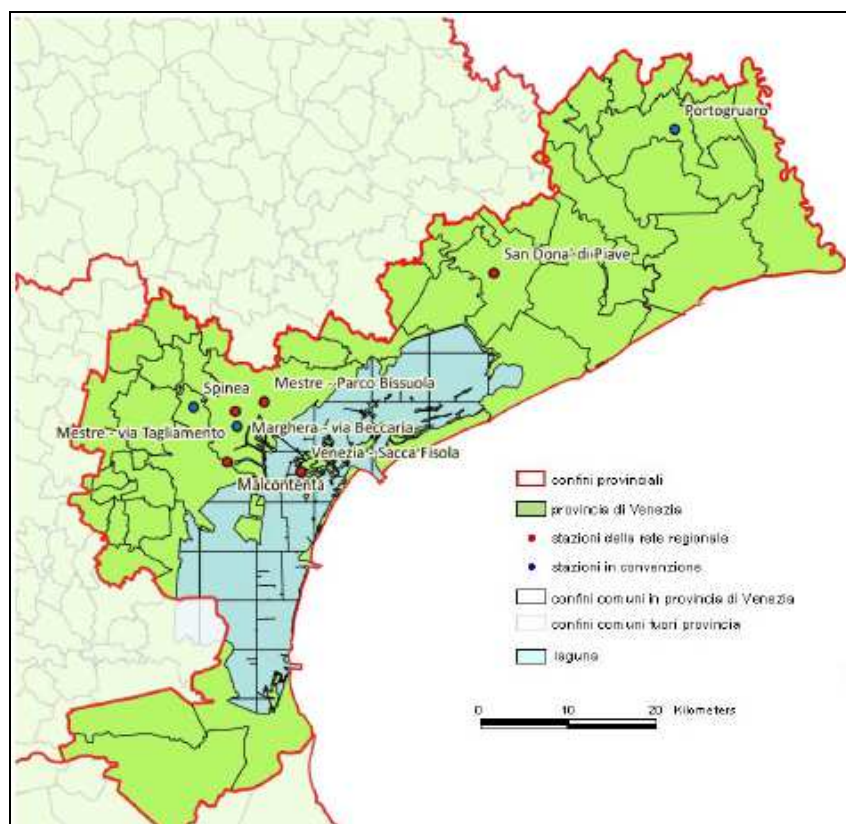 Portogruaro
San Dona' di Piave
Spinea
Mestre - Parco Bissuola
Mestre - via Tagliamento
Marghera - via Beccaria
Venezia - Sacca Fisola
Malcontenta
confini provinciali
provincia di Venezia
stazioni della rete regionale
stazioni in convenzione
confini comuni in provincia di Venezia
confini comuni fuori provincia
laguna
0 10 20 Kilometers